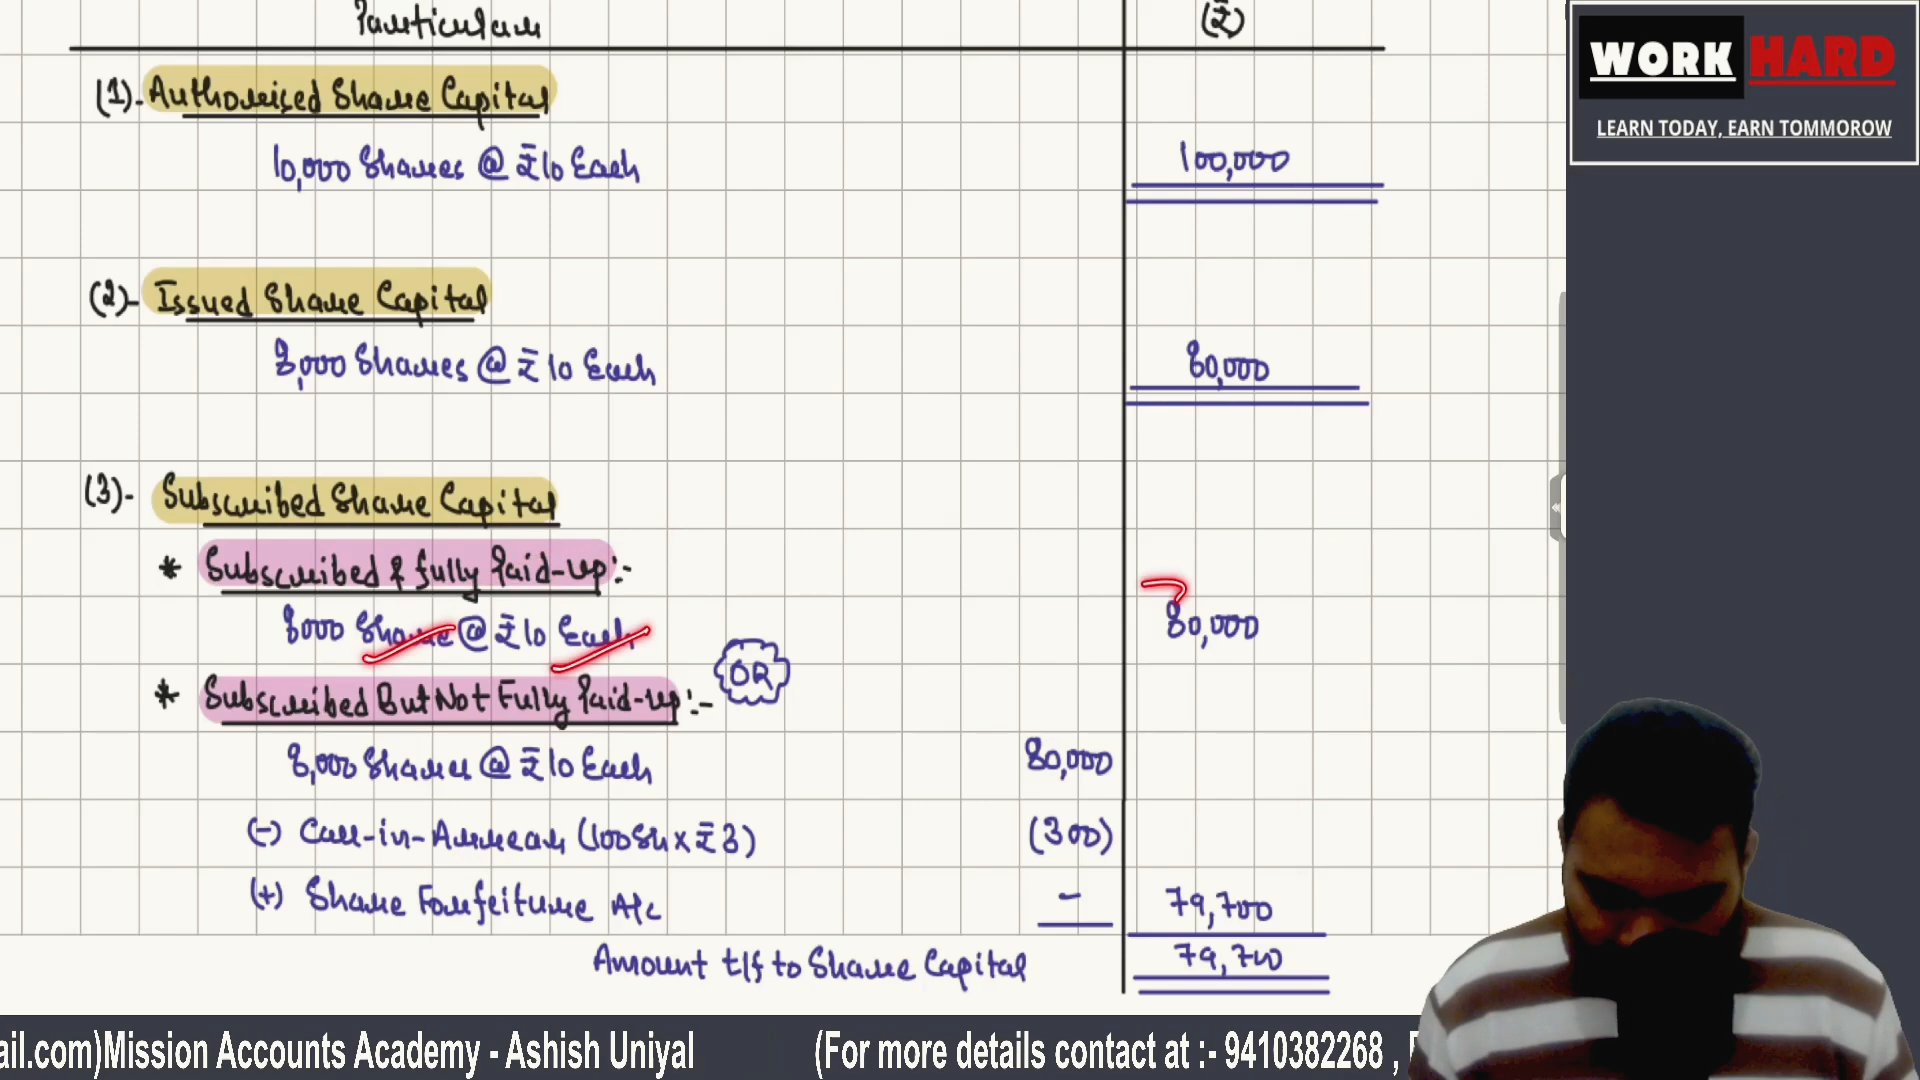 Particulars (₹)
(1)- Authorised Share Capital
10,000 Shares @ ₹10 Each 100,000
(2)- Issued Share Capital
8,000 Shares @ ₹10 Each 80,000
(3)- Subscribed Share Capital
* Subscribed & fully Paid-up:-
8000 Share @ ₹10 Each 80,000
OR
* Subscribed But Not Fully Paid-up:-
8,000 Shares @ ₹10 Each 80,000
(-) Call-in-Arrears (100Sh x ₹3) (300)
(+) Share Forfeiture A/c - 79,700
Amount t/f to Share Capital 79,700
WORK HARD
LEARN TODAY, EARN TOMMOROW
ail.com)Mission Accounts Academy - Ashish Uniyal (For more details contact at :- 9410382268 ,